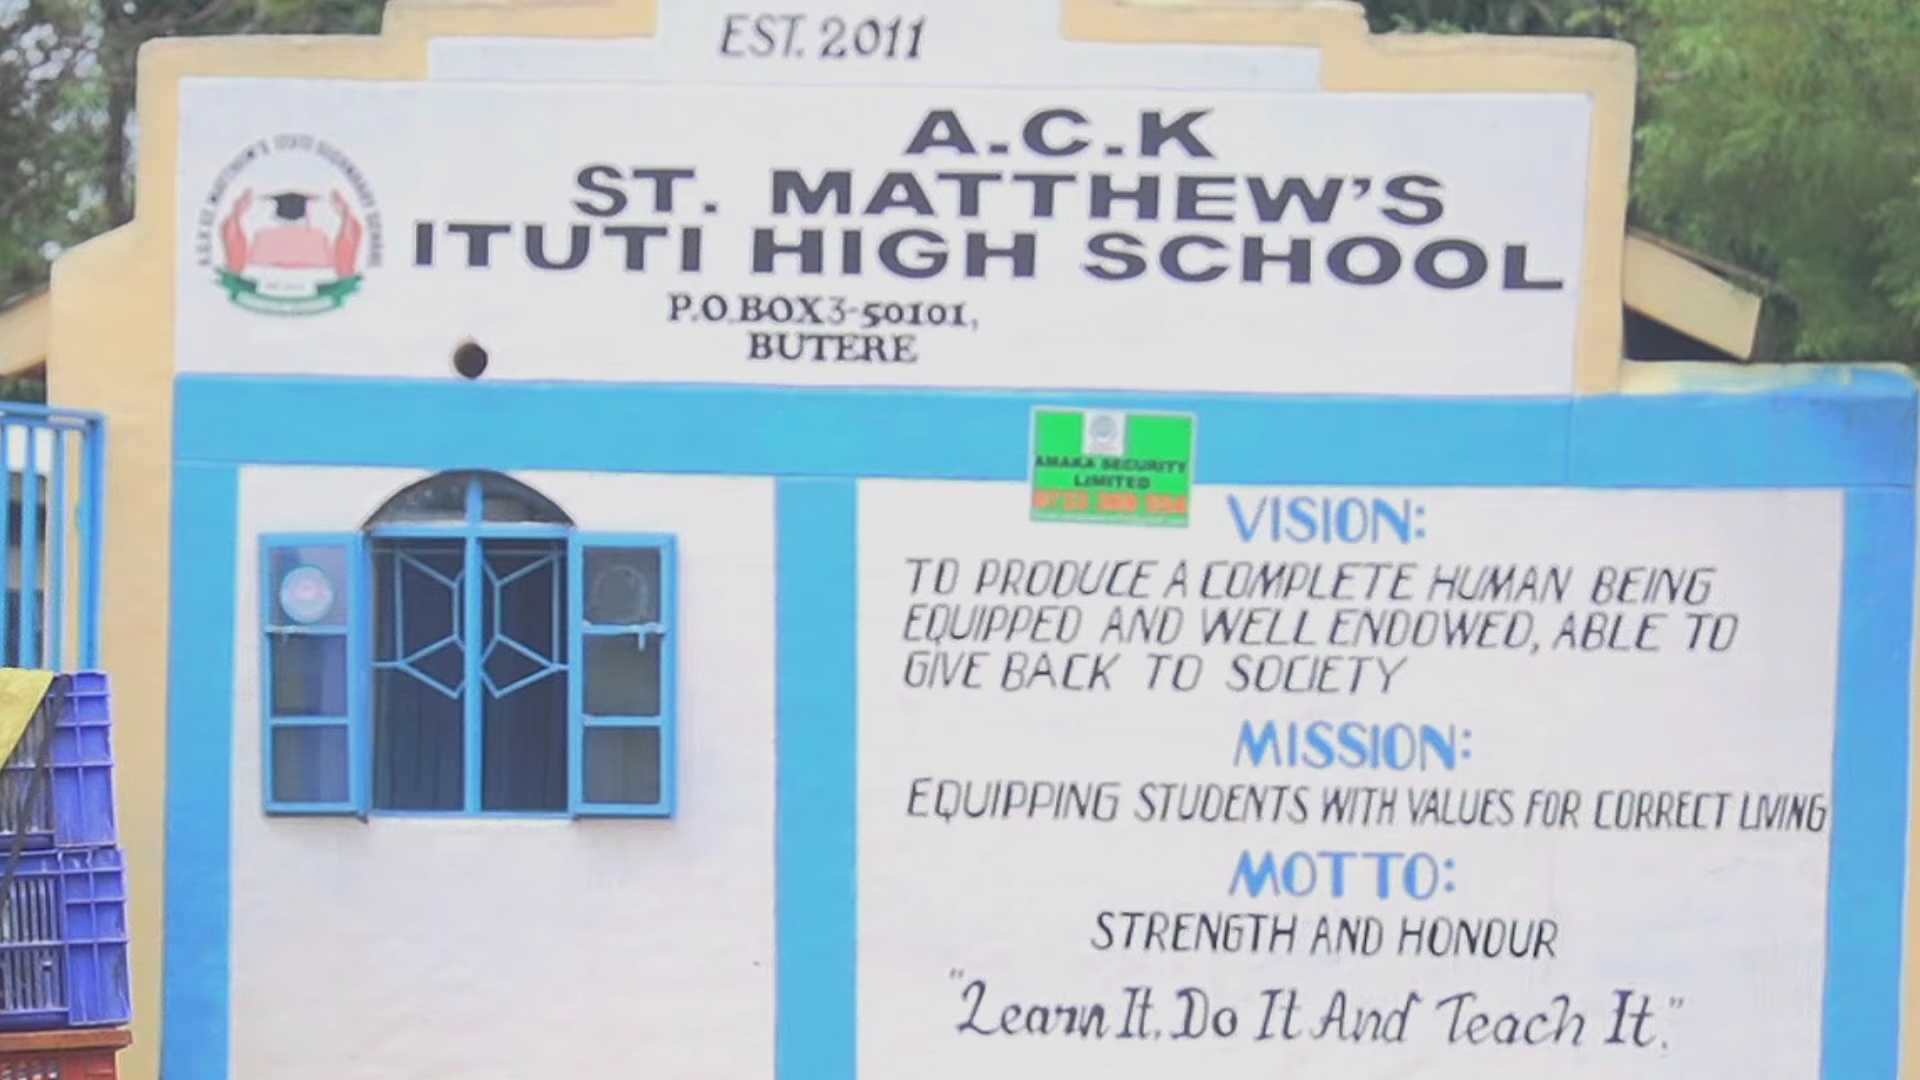 EST. 2011
A.C.K
ST. MATTHEW'S
ITUTI HIGH SCHOOL
P.O.BOX 3-50101,
BUTERE
AMAKA SECURITY
LIMITED
VISION:
TO PRODUCE A COMPLETE HUMAN BEING
EQUIPPED AND WELL ENDOWED, ABLE TO
GIVE BACK TO SOCIETY
MISSION:
EQUIPPING STUDENTS WITH VALUES FOR CORRECT LIVING
MOTTO:
STRENGTH AND HONOUR
"Learn It, Do It And Teach It."